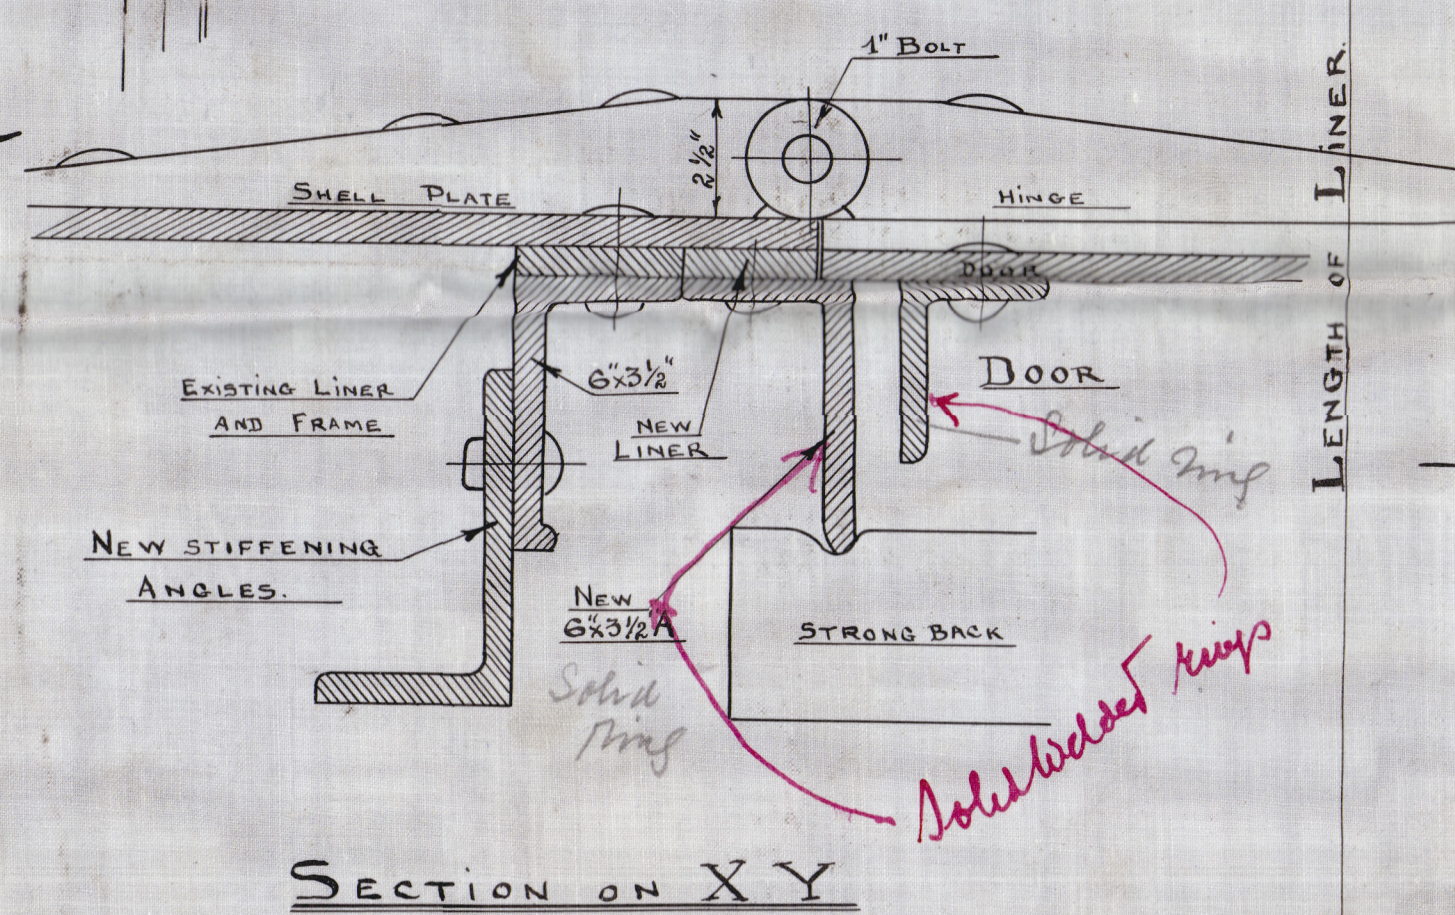 1" BOLT
2½"
SHELL PLATE
HINGE
LENGTH OF LINER.
DOOR
EXISTING LINER
AND FRAME
6"x3½"
NEW
LINER
DOOR
Solid ring
NEW STIFFENING
ANGLES.
NEW
6"x3½"A
STRONG BACK
Solid
ring
Solid welded rings
SECTION ON X Y